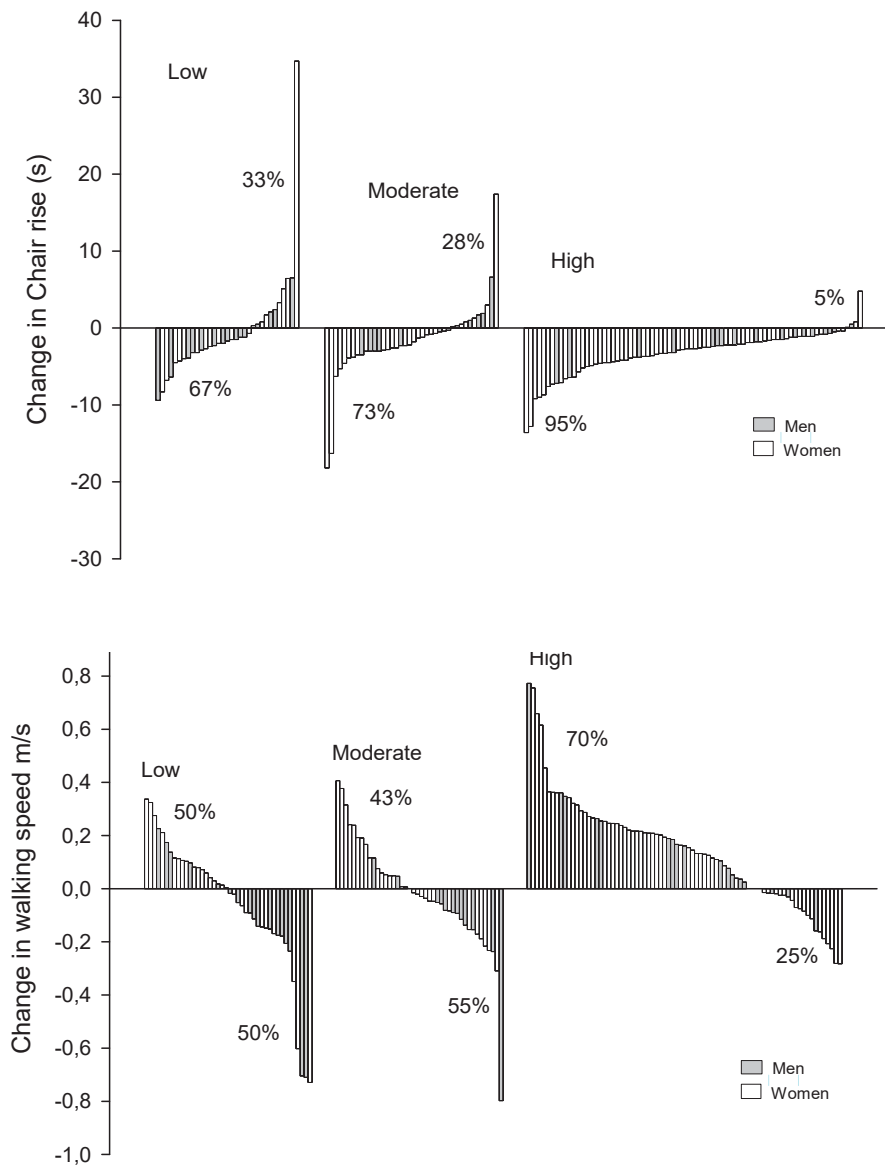 40
Low
30
33%
20
Moderate
28%
10
High
5%
0
67%
73%
95%
-10
Men
Women
-20
-30
Change in Chair rise (s)
High
0,8
70%
0,6
Moderate
Low
0,4
50%
43%
0,2
0,0
-0,2
25%
-0,4
55%
50%
-0,6
Men
Women
-0,8
-1,0
Change in walking speed m/s